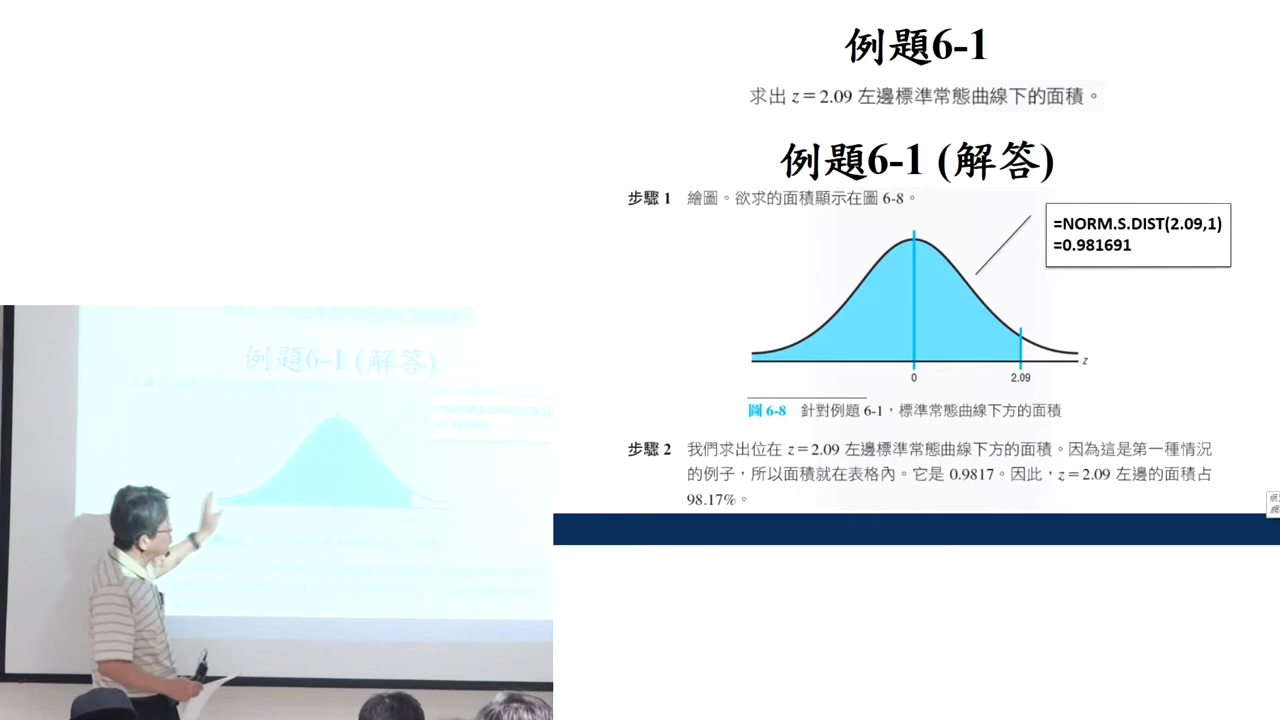 例題6-1
求出 z = 2.09 左邊標準常態曲線下的面積。
例題6-1 (解答)
步驟 1 繪圖。欲求的面積顯示在圖 6-8。
=NORM.S.DIST(2.09,1)
=0.981691
z
0 2.09
圖 6-8 針對例題 6-1，標準常態曲線下方的面積
步驟 2 我們求出位在 z = 2.09 左邊標準常態曲線下方的面積。因為這是第一種情況
的例子，所以面積就在表格內。它是 0.9817。因此，z = 2.09 左邊的面積占
98.17%。
例題6-1 (解答)